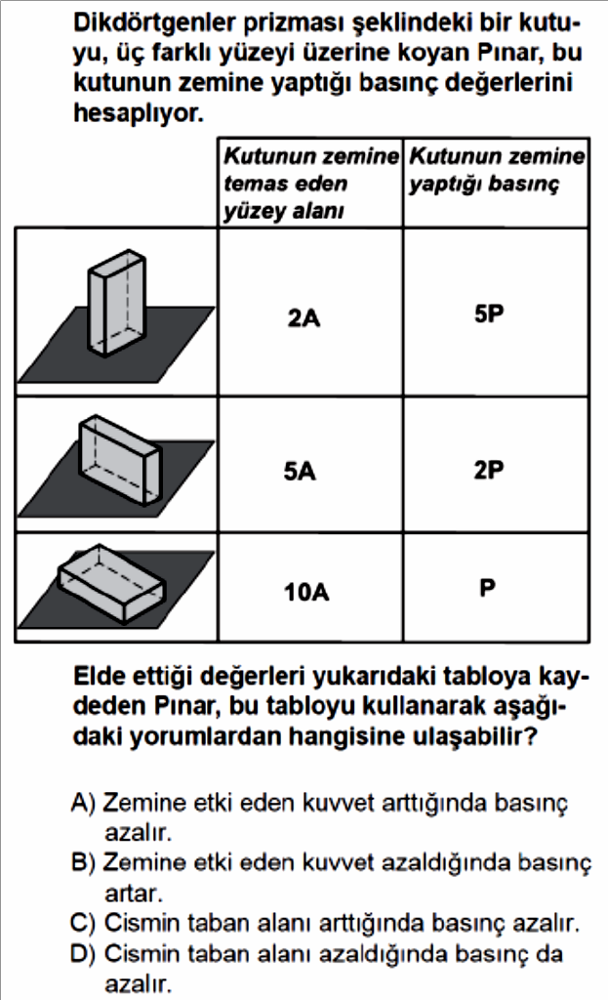 Dikdörtgenler prizması şeklindeki bir kutu-
yu, üç farklı yüzeyi üzerine koyan Pınar, bu
kutunun zemine yaptığı basınç değerlerini
hesaplıyor.
Kutunun zemine temas eden yüzey alanı
Kutunun zemine yaptığı basınç
2A 5P
5A 2P
10A P
Elde ettiği değerleri yukarıdaki tabloya kay-
deden Pınar, bu tabloyu kullanarak aşağı-
daki yorumlardan hangisine ulaşabilir?
A) Zemine etki eden kuvvet arttığında basınç
azalır.
B) Zemine etki eden kuvvet azaldığında basınç
artar.
C) Cismin taban alanı arttığında basınç azalır.
D) Cismin taban alanı azaldığında basınç da
azalır.